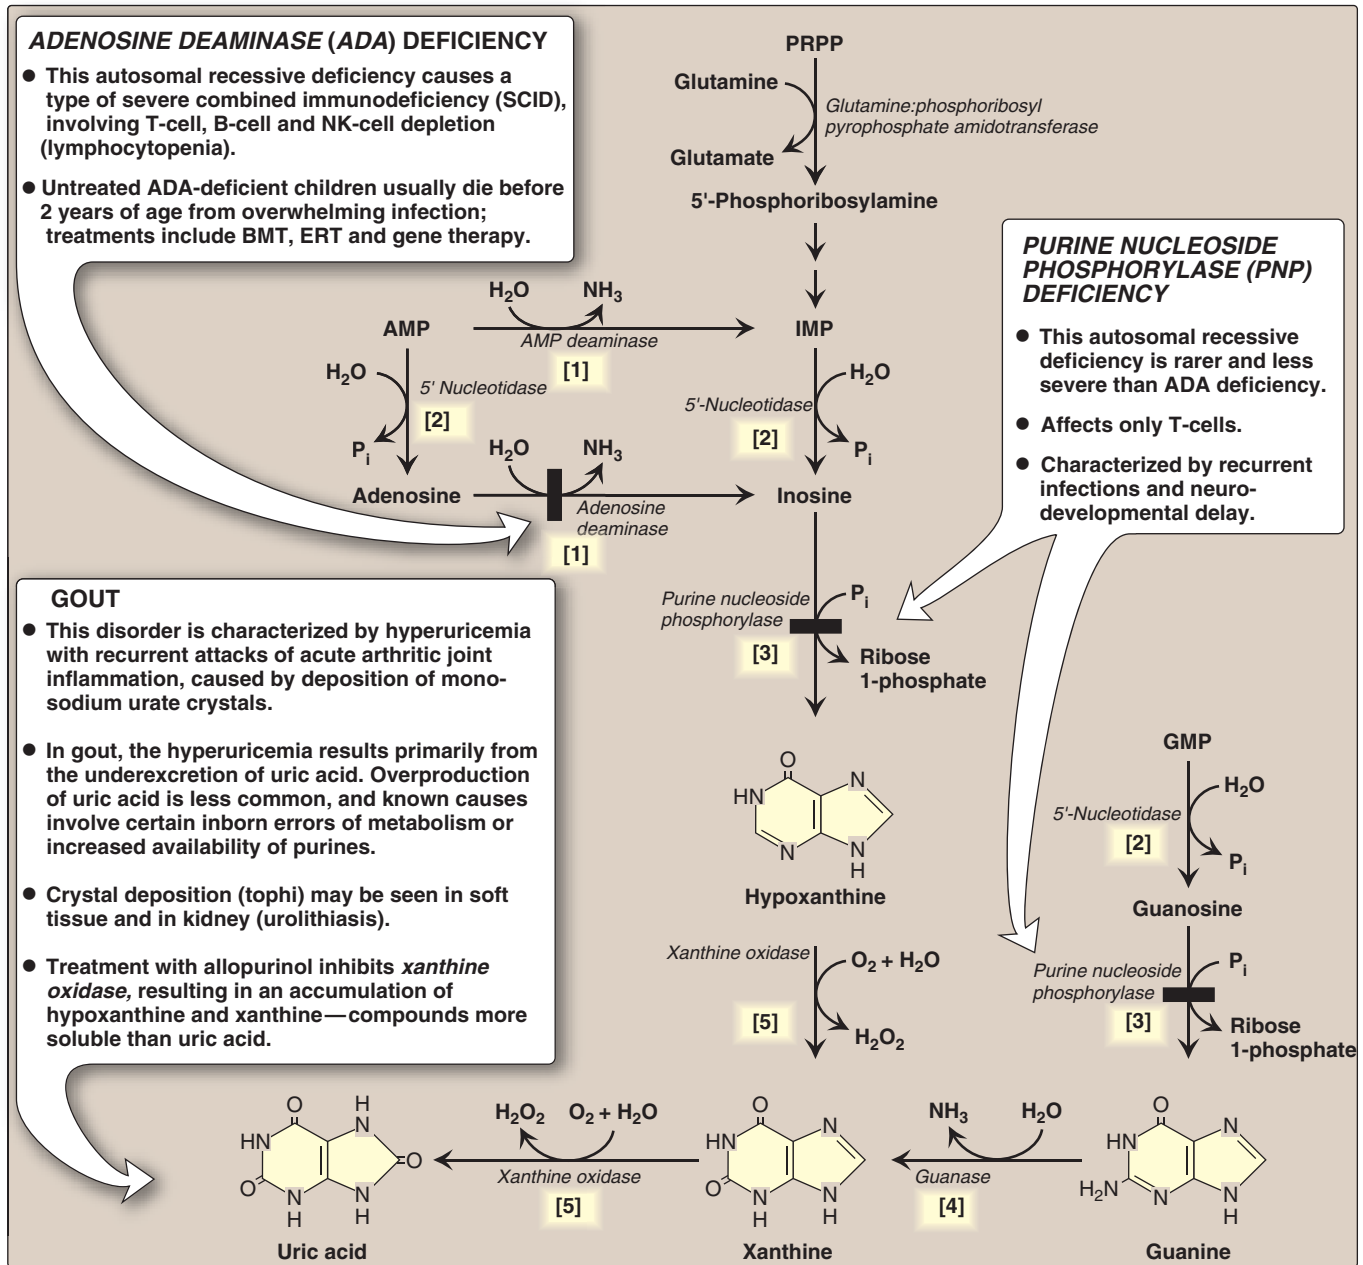 ADENOSINE DEAMINASE (ADA) DEFICIENCY
● This autosomal recessive deficiency causes a
type of severe combined immunodeficiency (SCID),
involving T-cell, B-cell and NK-cell depletion
(lymphocytopenia).
● Untreated ADA-deficient children usually die before
2 years of age from overwhelming infection;
treatments include BMT, ERT and gene therapy.
PRPP
Glutamine
Glutamine:phosphoribosyl
pyrophosphate amidotransferase
Glutamate
5'-Phosphoribosylamine
PURINE NUCLEOSIDE
PHOSPHORYLASE (PNP)
DEFICIENCY
● This autosomal recessive
deficiency is rarer and less
severe than ADA deficiency.
● Affects only T-cells.
● Characterized by recurrent
infections and neuro-
developmental delay.
H₂O NH₃
AMP
AMP deaminase
[1]
IMP
H₂O
5' Nucleotidase
[2]
Pᵢ
H₂O
5'-Nucleotidase
[2]
Pᵢ
H₂O NH₃
Adenosine
Adenosine
deaminase
[1]
Inosine
Purine nucleoside
phosphorylase
[3]
Pᵢ
Ribose
1-phosphate
GOUT
● This disorder is characterized by hyperuricemia
with recurrent attacks of acute arthritic joint
inflammation, caused by deposition of mono-
sodium urate crystals.
● In gout, the hyperuricemia results primarily from
the underexcretion of uric acid. Overproduction
of uric acid is less common, and known causes
involve certain inborn errors of metabolism or
increased availability of purines.
● Crystal deposition (tophi) may be seen in soft
tissue and in kidney (urolithiasis).
● Treatment with allopurinol inhibits xanthine
oxidase, resulting in an accumulation of
hypoxanthine and xanthine—compounds more
soluble than uric acid.
O
HN
N
N
N
H
Hypoxanthine
GMP
H₂O
5'-Nucleotidase
[2]
Pᵢ
Guanosine
Xanthine oxidase
O₂ + H₂O
[5]
H₂O₂
Purine nucleoside
phosphorylase
[3]
Pᵢ
Ribose
1-phosphate
O
H
N
HN
O
O
N
H
N
H
Uric acid
H₂O₂ O₂ + H₂O
Xanthine oxidase
[5]
O
N
HN
O
N
H
N
H
Xanthine
NH₃ H₂O
Guanase
[4]
O
N
HN
H₂N
N
N
H
Guanine